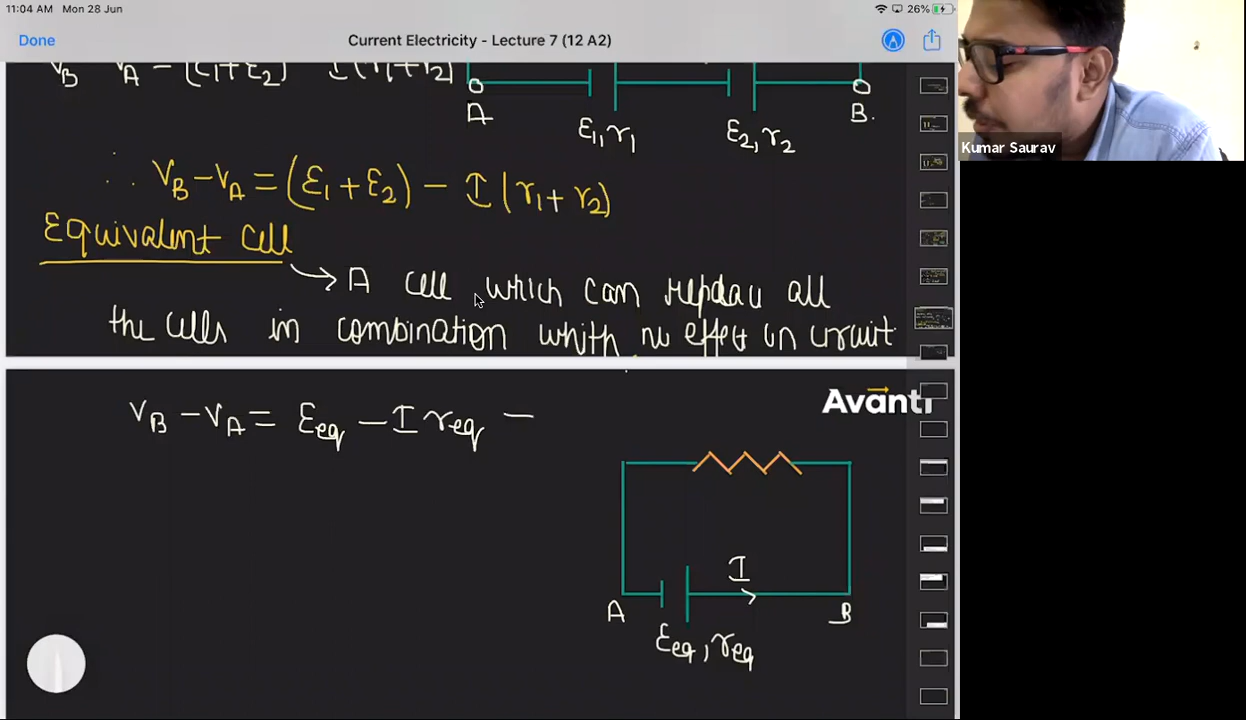 11:04 AM Mon 28 Jun
26%
Done
Current Electricity - Lecture 7 (12 A2)
Kumar Saurav
A
B.
ε1, r1
ε2, r2
∴ VB - VA = (ε1 + ε2) - I (r1 + r2)
Equivalent Cell
→ A cell which can replace all
the cells in combination whith no effect on circuit
Avanti
VB - VA = εeq - I req -
I
A
B
εeq, req